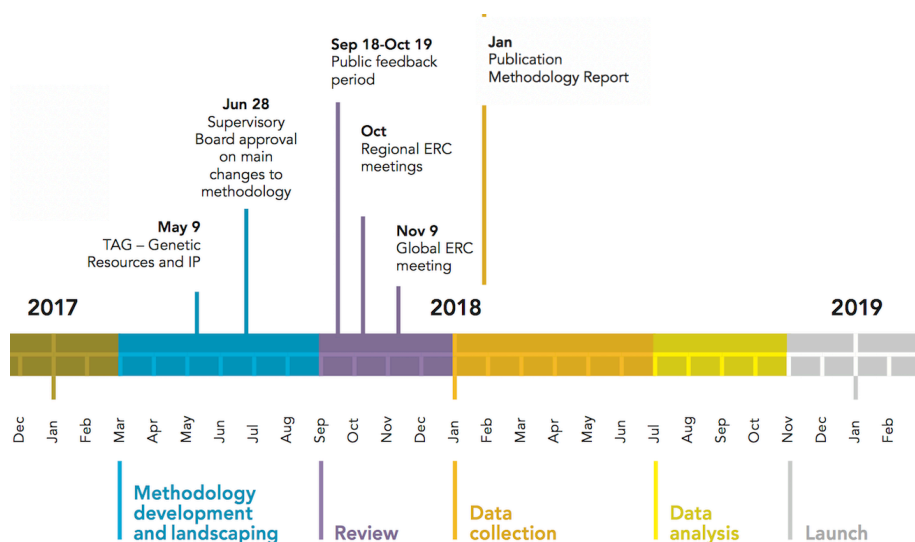 Sep 18-Oct 19
Public feedback
period
Jan
Publication
Methodology Report
Jun 28
Supervisory
Board approval
on main
changes to
methodology
Oct
Regional ERC
meetings
May 9
TAG – Genetic
Resources and IP
Nov 9
Global ERC
meeting
2017
2018
2019
Dec
Jan
Feb
Mar
Apr
May
Jun
Jul
Aug
Sep
Oct
Nov
Dec
Jan
Feb
Mar
Apr
May
Jun
Jul
Aug
Sep
Oct
Nov
Dec
Jan
Feb
Methodology
development
and landscaping
Review
Data
collection
Data
analysis
Launch